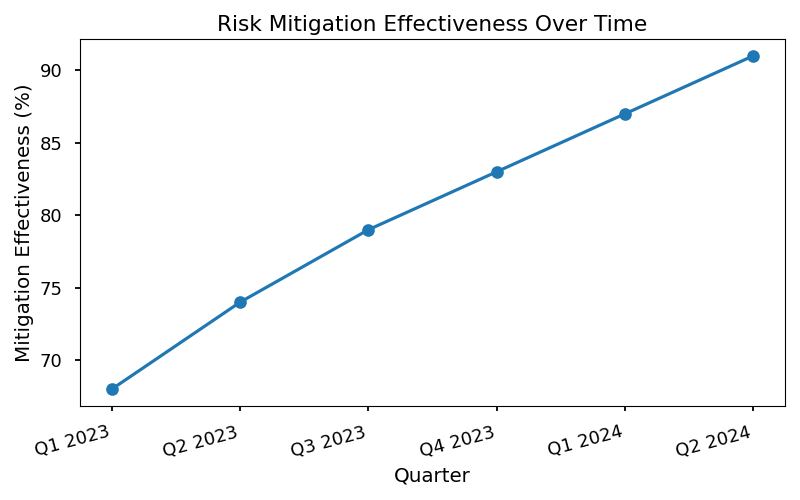 Risk Mitigation Effectiveness Over Time
Mitigation Effectiveness (%)
90
85
80
75
70
Q1 2023
Q2 2023
Q3 2023
Q4 2023
Q1 2024
Q2 2024
Quarter